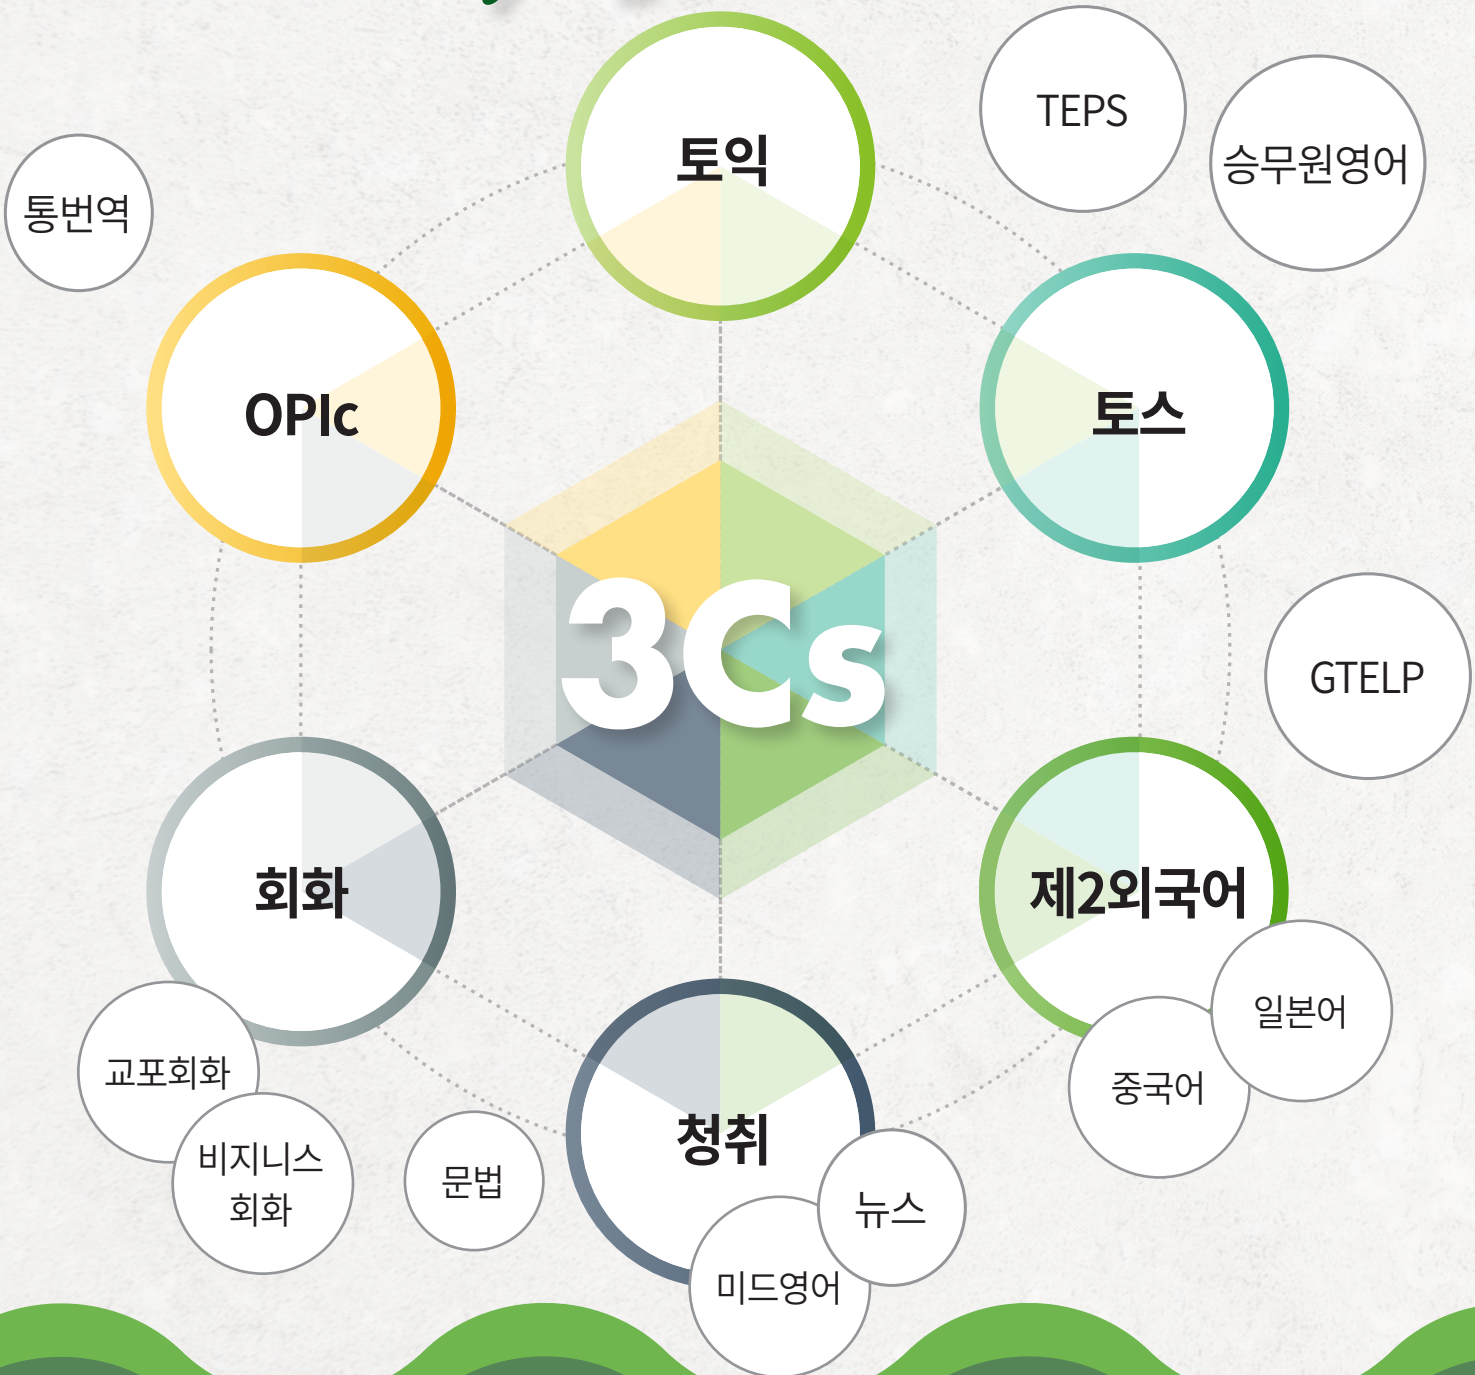 토익
TEPS
승무원영어
통번역
OPIc
토스
3Cs
GTELP
회화
제2외국어
일본어
중국어
교포회화
비지니스
회화
문법
청취
뉴스
미드영어